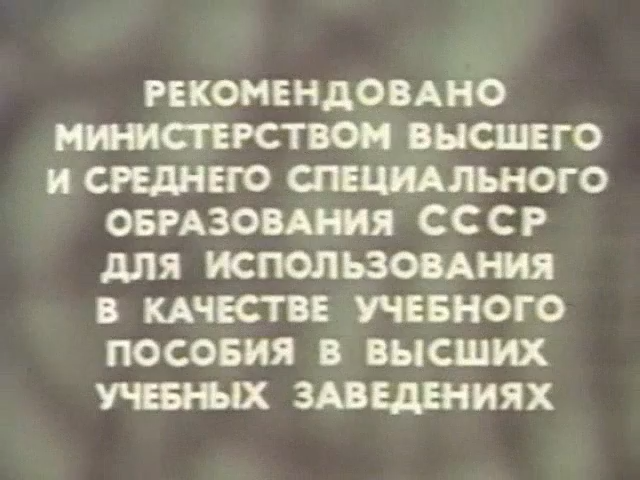 РЕКОМЕНДОВАНО
МИНИСТЕРСТВОМ ВЫСШЕГО
И СРЕДНЕГО СПЕЦИАЛЬНОГО
ОБРАЗОВАНИЯ СССР
ДЛЯ ИСПОЛЬЗОВАНИЯ
В КАЧЕСТВЕ УЧЕБНОГО
ПОСОБИЯ В ВЫСШИХ
УЧЕБНЫХ ЗАВЕДЕНИЯХ